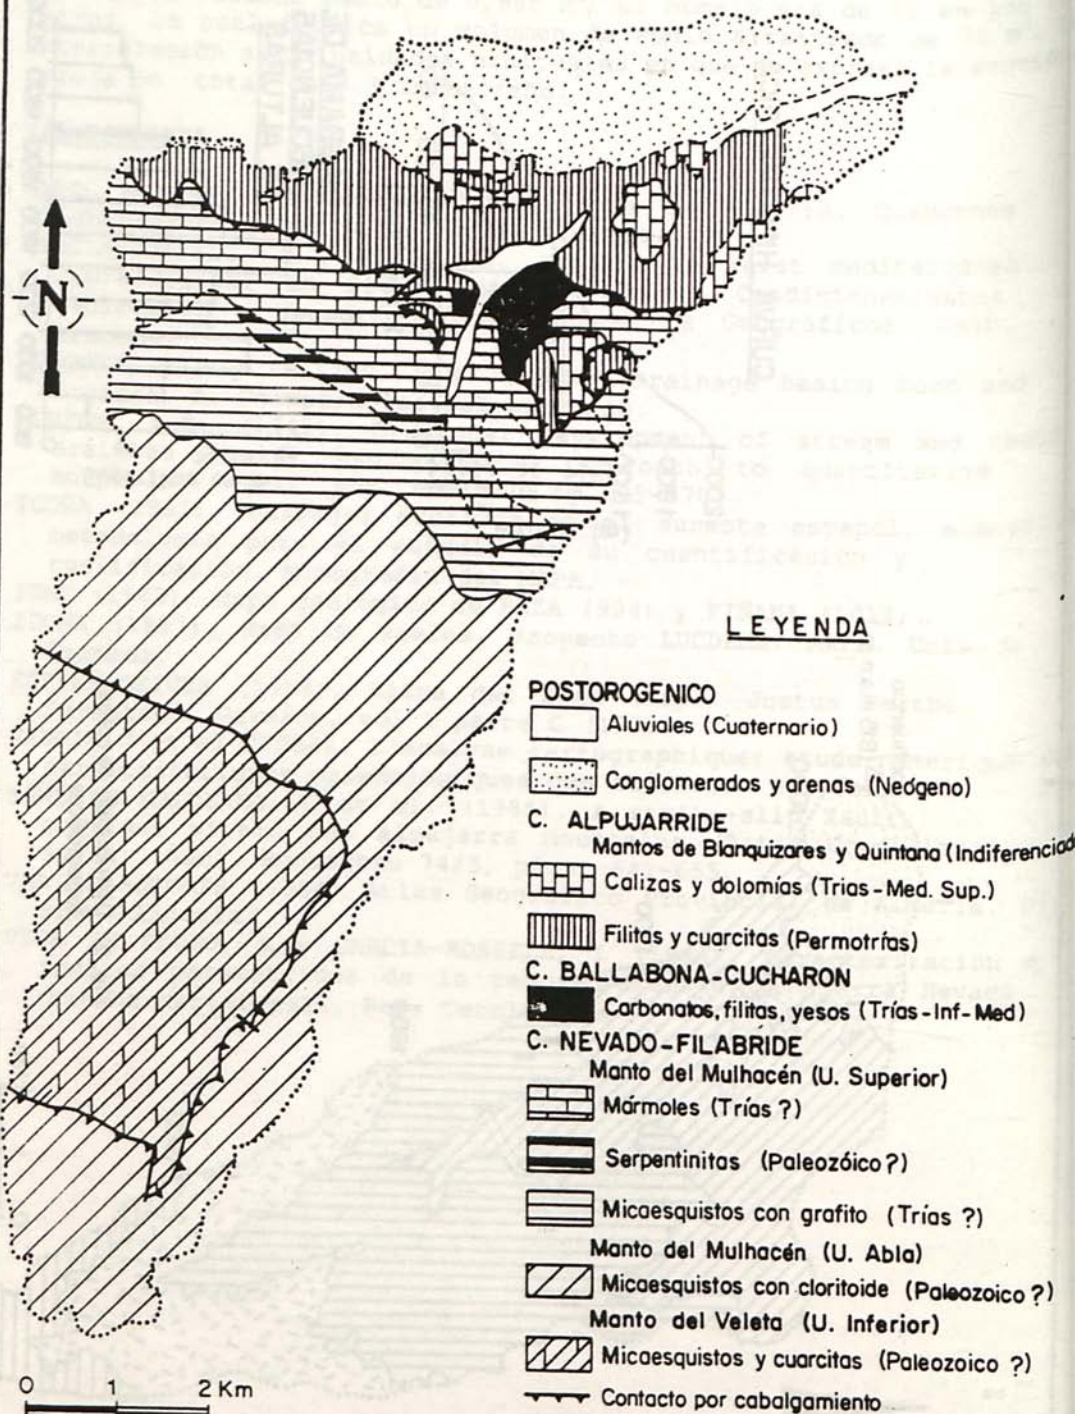 N
LEYENDA
POSTOROGENICO
Aluviales (Cuaternario)
Conglomerados y arenas (Neógeno)
C. ALPUJARRIDE
Mantos de Blanquizares y Quintana (Indiferenciado
Calizas y dolomías (Trias-Med. Sup.)
Filitas y cuarcitas (Permotrías)
C. BALLABONA-CUCHARON
Carbonatos, filitas, yesos (Trías-Inf-Med)
C. NEVADO-FILABRIDE
Manto del Mulhacén (U. Superior)
Mármoles (Trías ?)
Serpentinitas (Paleozóico ?)
Micaesquistos con grafito (Trías ?)
Manto del Mulhacén (U. Abla)
Micaesquistos con cloritoide (Paleozoico ?)
Manto del Veleta (U. Inferior)
Micaesquistos y cuarcitas (Paleozoico ?)
Contacto por cabalgamiento
0 1 2 Km